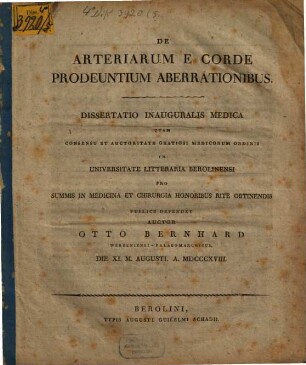 DE
ARTERIARUM E CORDE
PRODEUNTIUM ABERRATIONIBUS.
DISSERTATIO INAUGURALIS MEDICA
QUAM
CONSENSU ET AUCTORITATE GRATIOSI MEDICORUM ORDINIS
IN
UNIVERSITATE LITTERARIA BEROLINENSI
PRO
SUMMIS IN MEDICINA ET CHIRURGIA HONORIBUS RITE OBTINENDIS
PUBLICE DEFENDET
AUCTOR
OTTO BERNHARD
DIE XI. M. AUGUSTI. A. MDCCCXVIII.
BEROLINI,
TYPIS AUGUSTI GUIÉLMI SCHADII.